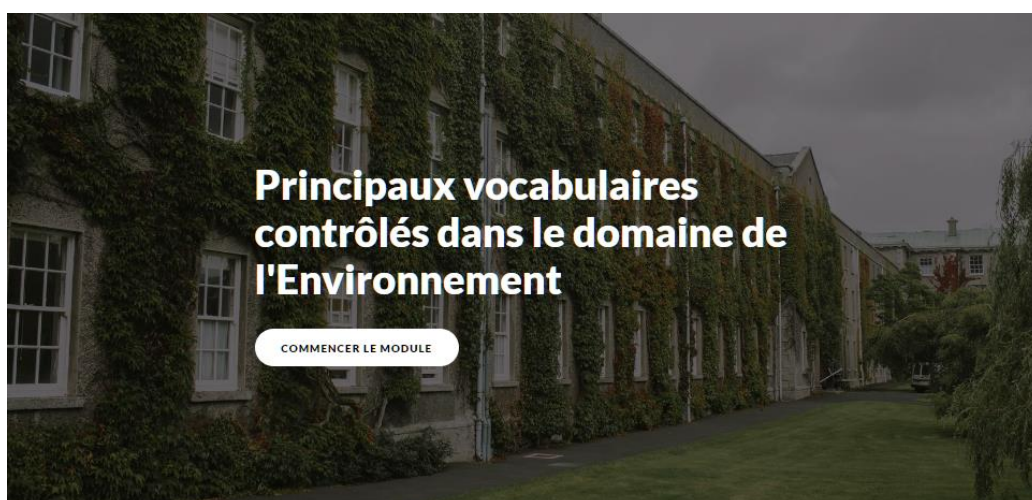 Principaux vocabulaires
contrôlés dans le domaine de
l'Environnement
COMMENCER LE MODULE